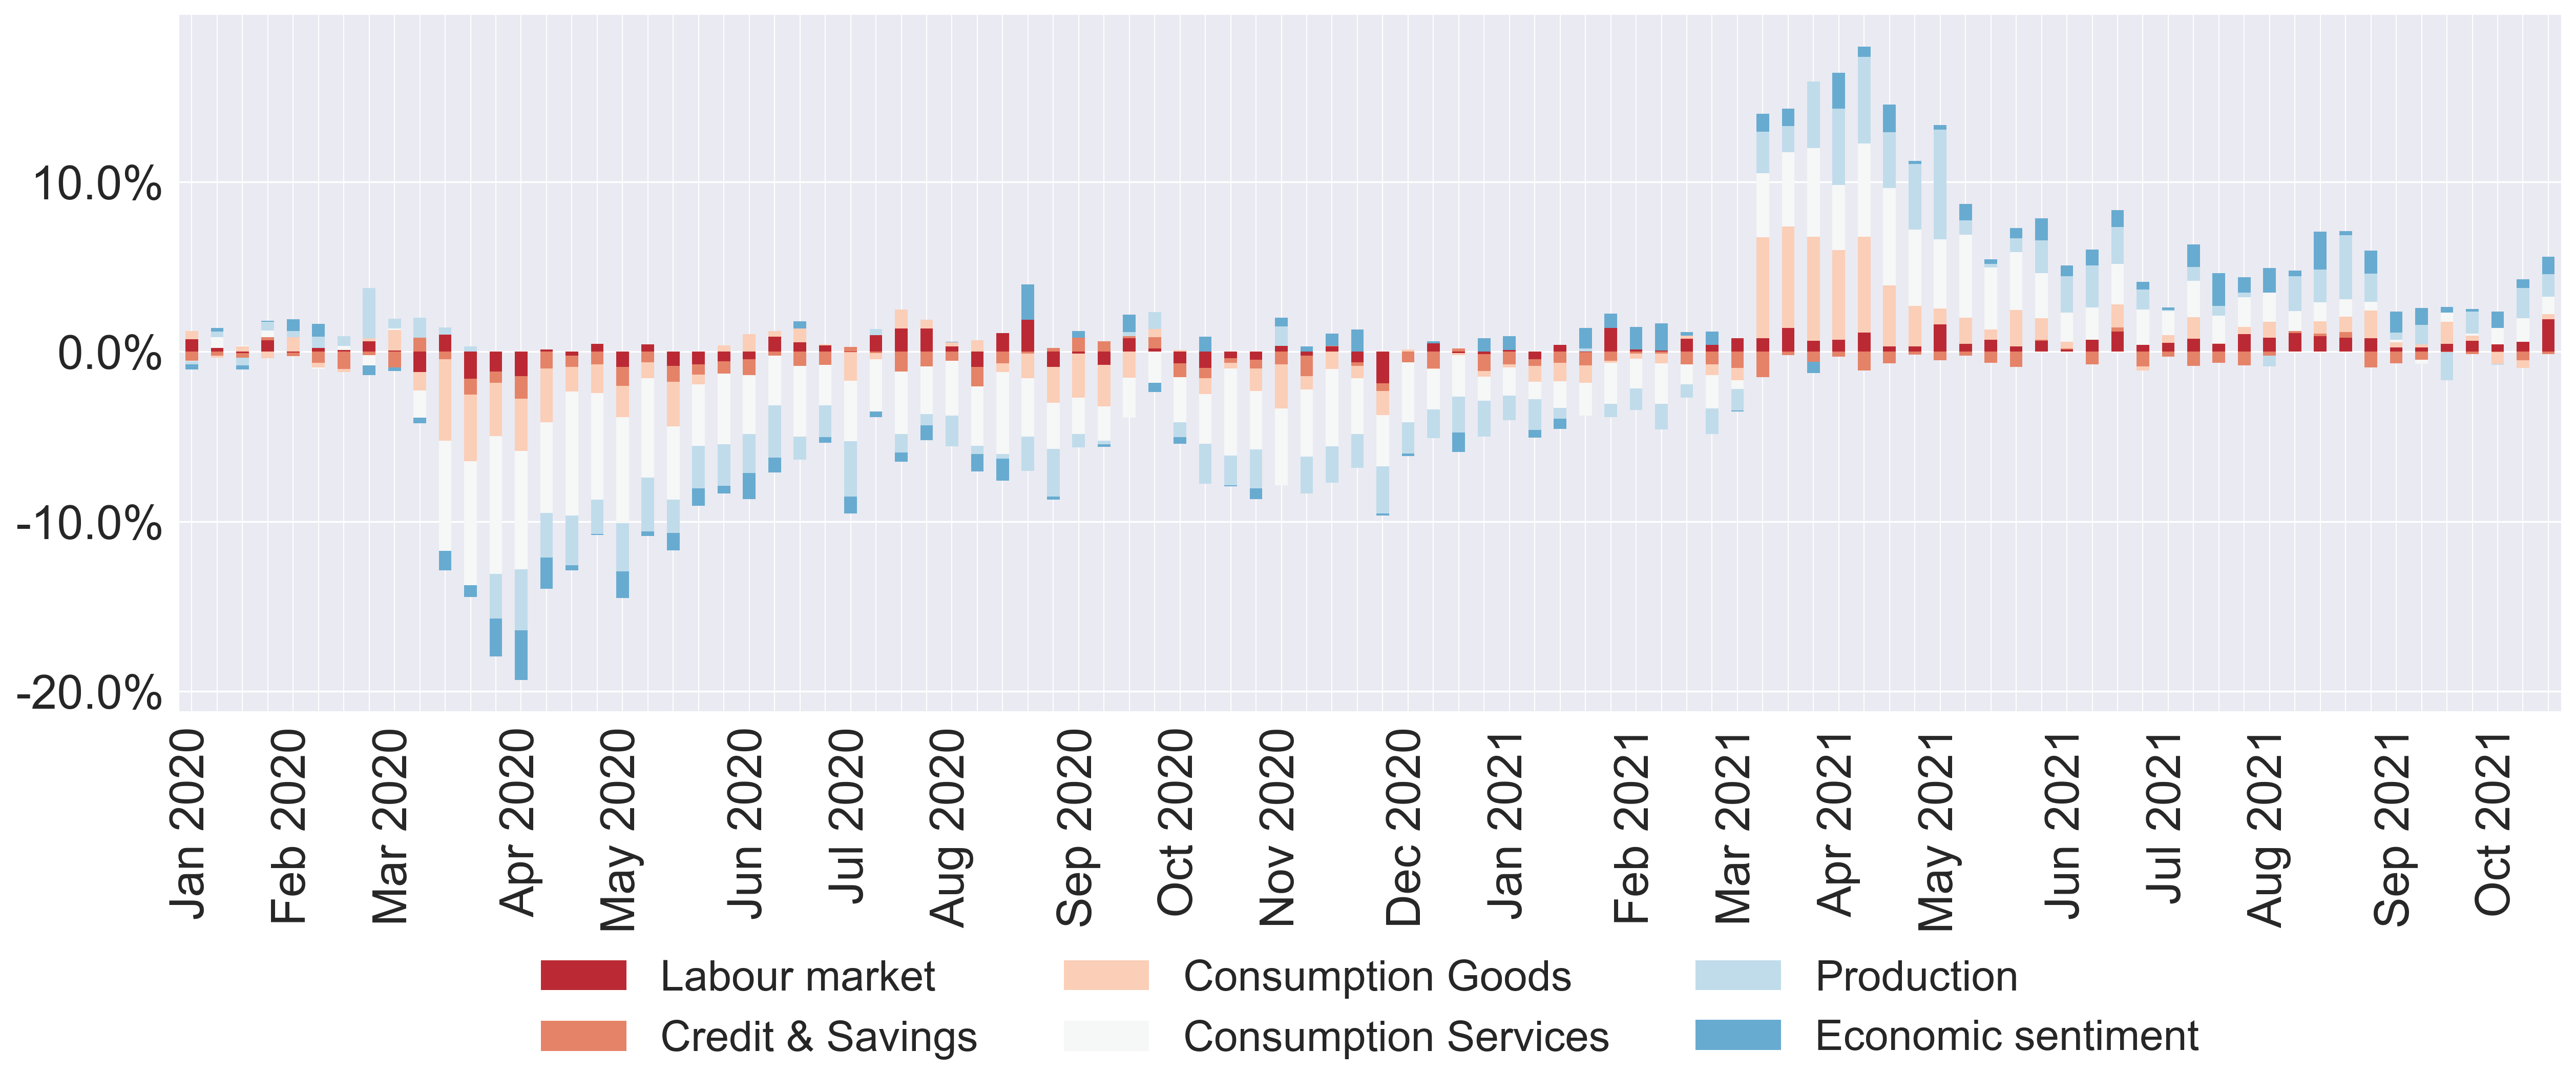 10.0%
0.0%
-10.0%
-20.0%
Jan 2020
Feb 2020
Mar 2020
Apr 2020
May 2020
Jun 2020
Jul 2020
Aug 2020
Sep 2020
Oct 2020
Nov 2020
Dec 2020
Jan 2021
Feb 2021
Mar 2021
Apr 2021
May 2021
Jun 2021
Jul 2021
Aug 2021
Sep 2021
Oct 2021
Labour market
Consumption Goods
Production
Credit & Savings
Consumption Services
Economic sentiment